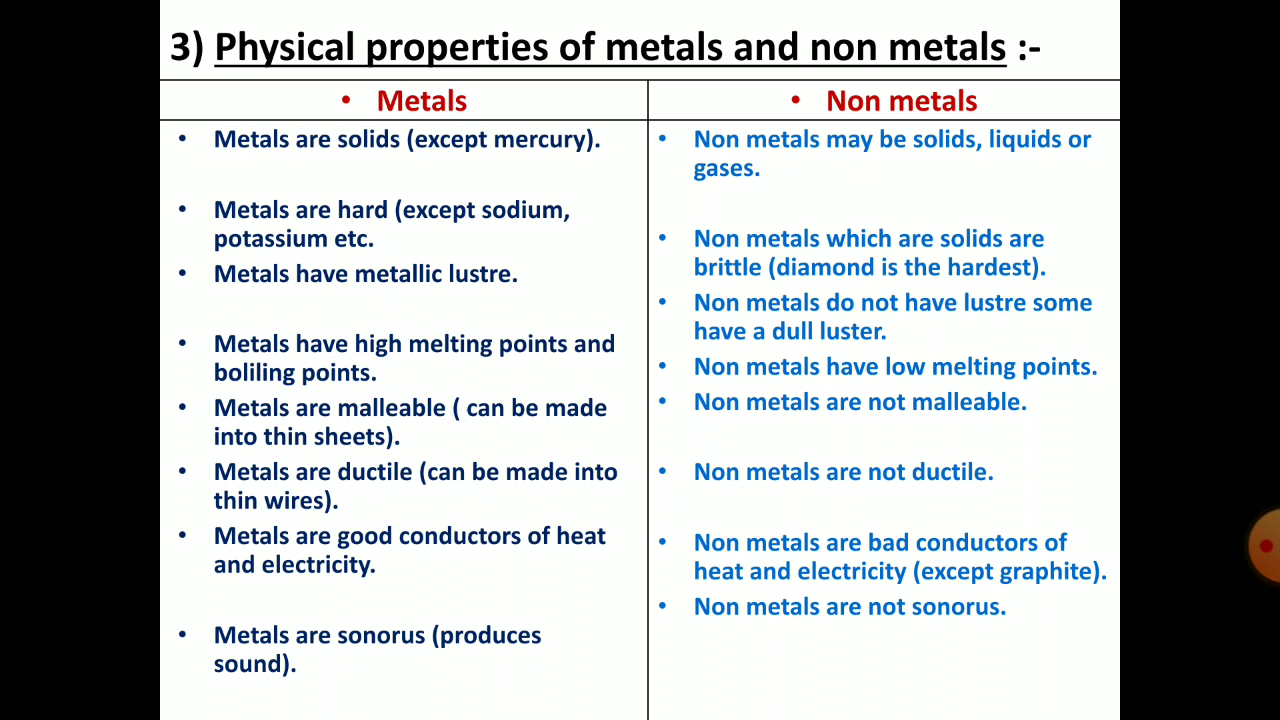 3) Physical properties of metals and non metals :-
• Metals
• Metals are solids (except mercury).
• Metals are hard (except sodium,
potassium etc.
• Metals have metallic lustre.
• Metals have high melting points and
boliling points.
• Metals are malleable ( can be made
into thin sheets).
• Metals are ductile (can be made into
thin wires).
• Metals are good conductors of heat
and electricity.
• Metals are sonorus (produces
sound).
• Non metals
• Non metals may be solids, liquids or
gases.
• Non metals which are solids are
brittle (diamond is the hardest).
• Non metals do not have lustre some
have a dull luster.
• Non metals have low melting points.
• Non metals are not malleable.
• Non metals are not ductile.
• Non metals are bad conductors of
heat and electricity (except graphite).
• Non metals are not sonorus.